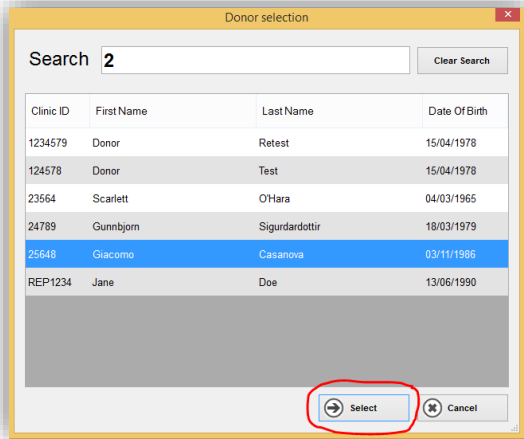 Donor selection
Search 2 Clear Search
Clinic ID First Name Last Name Date Of Birth
1234579 Donor Retest 15/04/1978
124578 Donor Test 15/04/1978
23564 Scarlett O'Hara 04/03/1965
24789 Gunnbjorn Sigurdardottir 18/03/1979
25648 Giacomo Casanova 03/11/1986
REP1234 Jane Doe 13/06/1990
Select Cancel